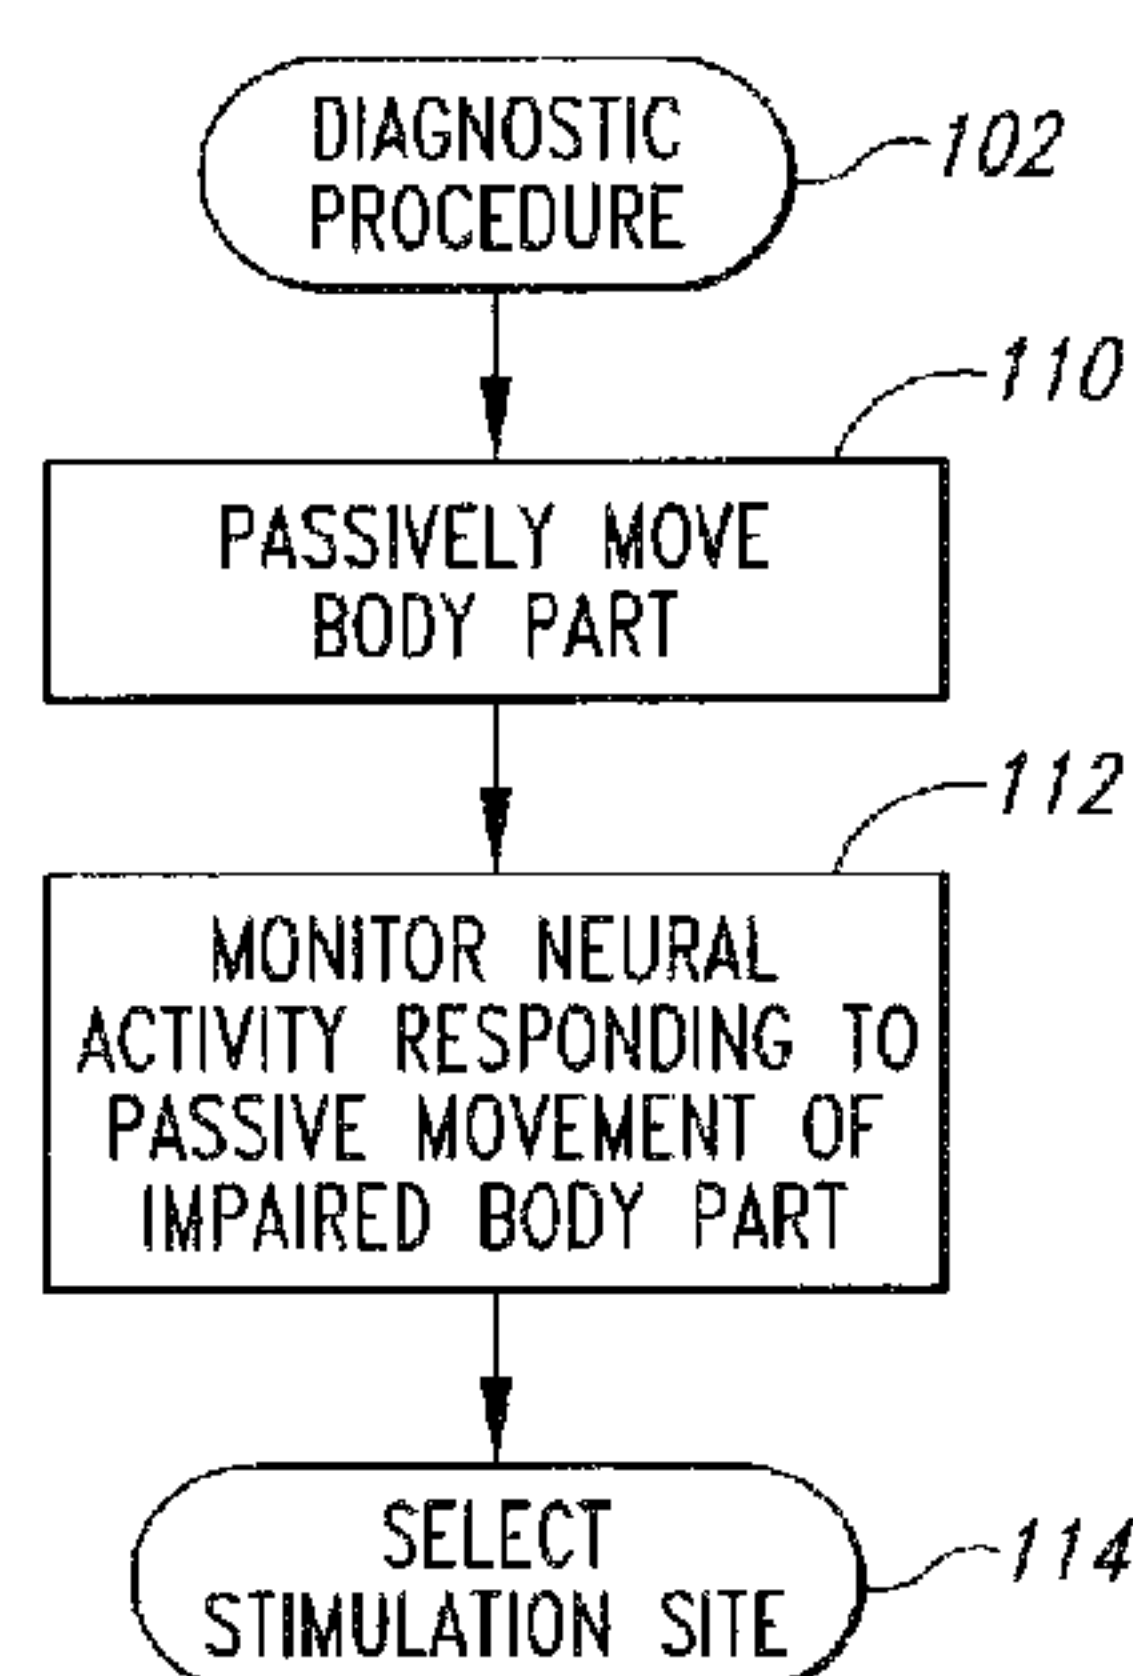 DIAGNOSTIC
PROCEDURE
102
110
PASSIVELY MOVE
BODY PART
112
MONITOR NEURAL
ACTIVITY RESPONDING TO
PASSIVE MOVEMENT OF
IMPAIRED BODY PART
SELECT
STIMULATION SITE
114